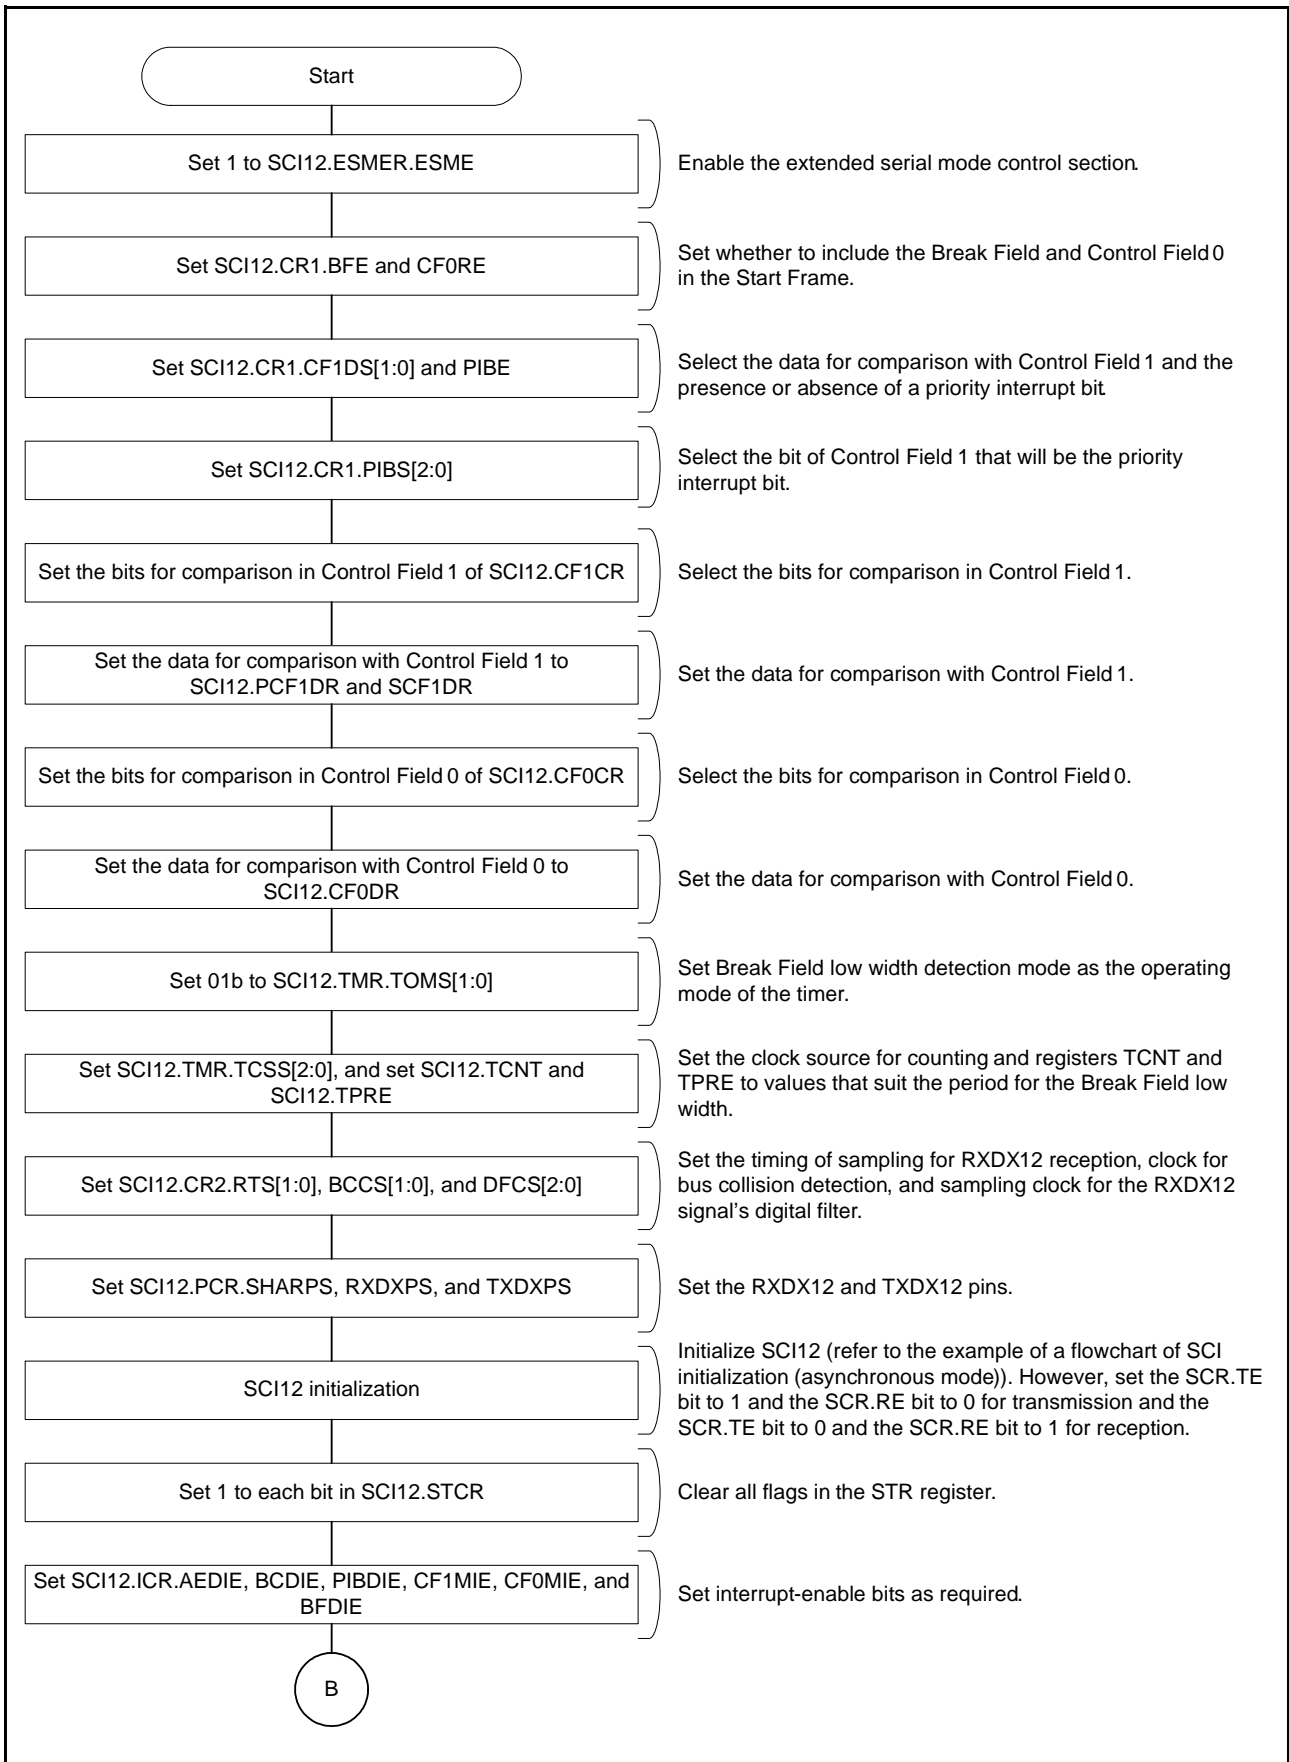 Start
Set 1 to SCI12.ESMER.ESME
Enable the extended serial mode control section.
Set SCI12.CR1.BFE and CF0RE
Set whether to include the Break Field and Control Field 0
in the Start Frame.
Set SCI12.CR1.CF1DS[1:0] and PIBE
Select the data for comparison with Control Field 1 and the
presence or absence of a priority interrupt bit.
Set SCI12.CR1.PIBS[2:0]
Select the bit of Control Field 1 that will be the priority
interrupt bit.
Set the bits for comparison in Control Field 1 of SCI12.CF1CR
Select the bits for comparison in Control Field 1.
Set the data for comparison with Control Field 1 to
SCI12.PCF1DR and SCF1DR
Set the data for comparison with Control Field 1.
Set the bits for comparison in Control Field 0 of SCI12.CF0CR
Select the bits for comparison in Control Field 0.
Set the data for comparison with Control Field 0 to
SCI12.CF0DR
Set the data for comparison with Control Field 0.
Set 01b to SCI12.TMR.TOMS[1:0]
Set Break Field low width detection mode as the operating
mode of the timer.
Set SCI12.TMR.TCSS[2:0], and set SCI12.TCNT and
SCI12.TPRE
Set the clock source for counting and registers TCNT and
TPRE to values that suit the period for the Break Field low
width.
Set SCI12.CR2.RTS[1:0], BCCS[1:0], and DFCS[2:0]
Set the timing of sampling for RXDX12 reception, clock for
bus collision detection, and sampling clock for the RXDX12
signal's digital filter.
Set SCI12.PCR.SHARPS, RXDXPS, and TXDXPS
Set the RXDX12 and TXDX12 pins.
SCI12 initialization
Initialize SCI12 (refer to the example of a flowchart of SCI
initialization (asynchronous mode)). However, set the SCR.TE
bit to 1 and the SCR.RE bit to 0 for transmission and the
SCR.TE bit to 0 and the SCR.RE bit to 1 for reception.
Set 1 to each bit in SCI12.STCR
Clear all flags in the STR register.
Set SCI12.ICR.AEDIE, BCDIE, PIBDIE, CF1MIE, CF0MIE, and
BFDIE
Set interrupt-enable bits as required.
B